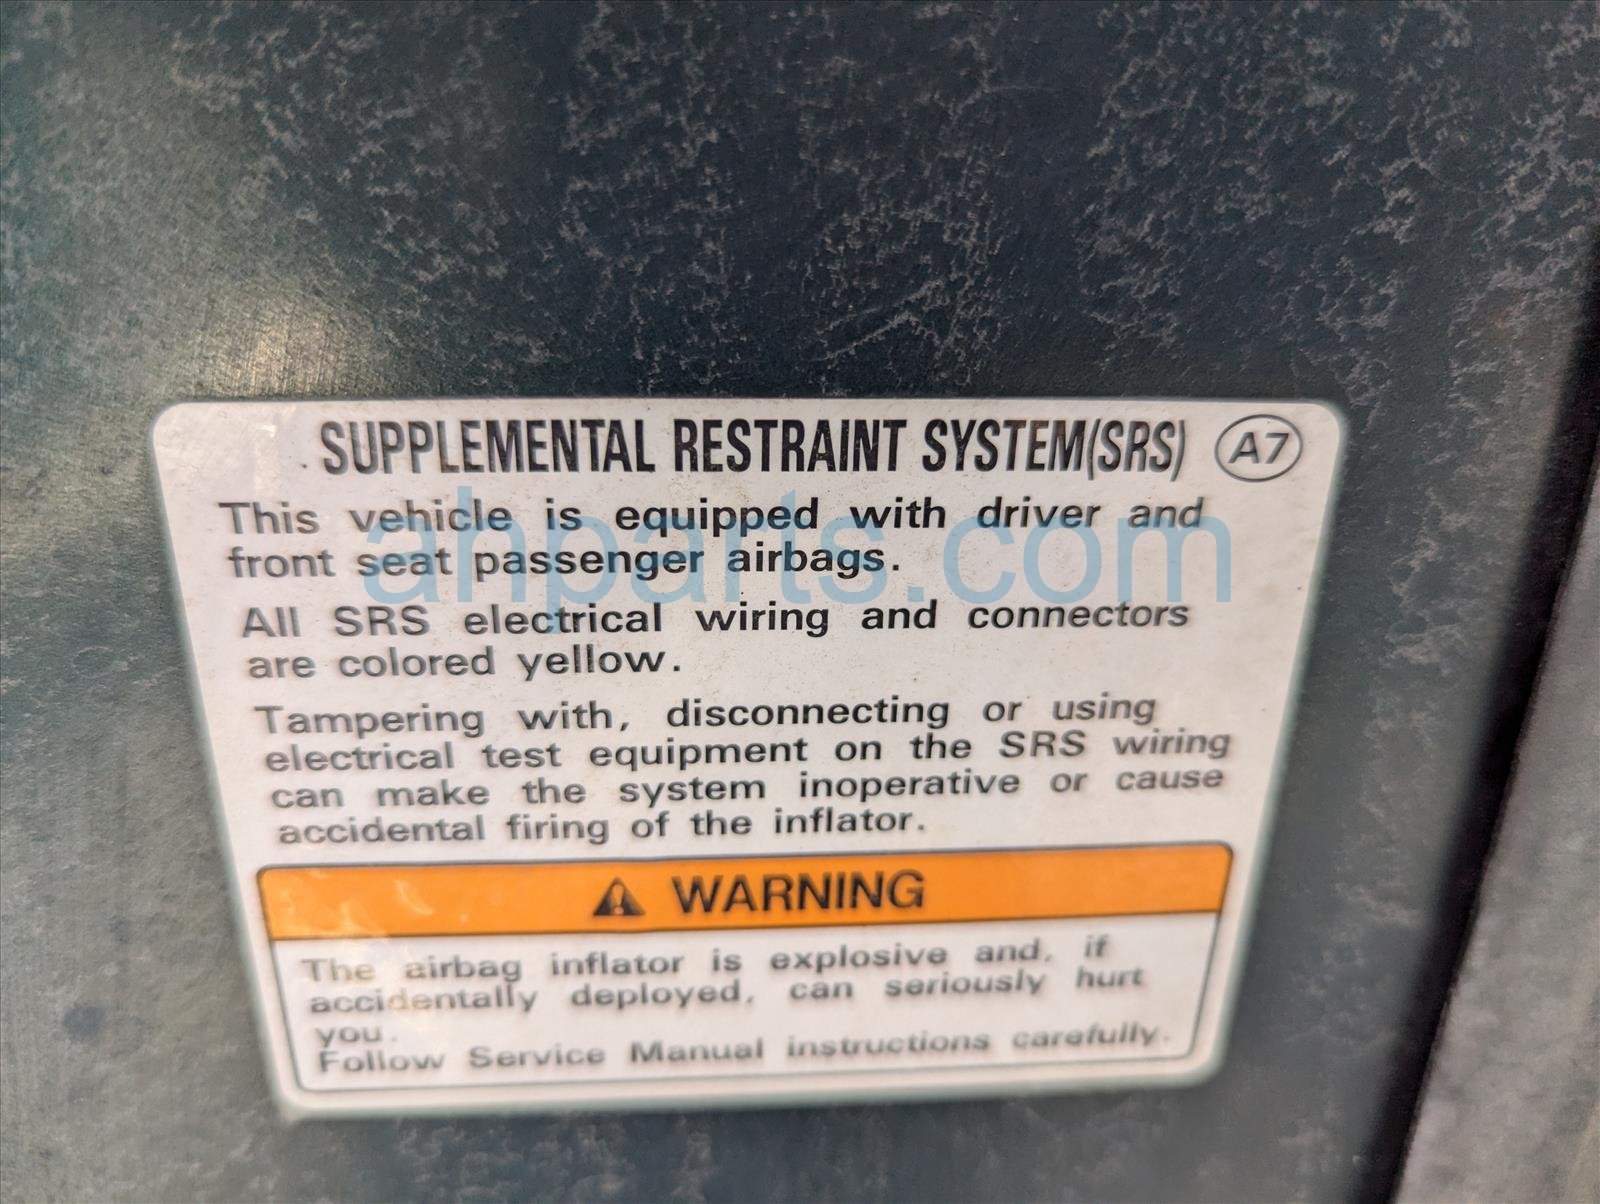 SUPPLEMENTAL RESTRAINT SYSTEM(SRS) A7
This vehicle is equipped with driver and
front seat passenger airbags.
ahparts.com
All SRS electrical wiring and connectors
are colored yellow.
Tampering with, disconnecting or using
electrical test equipment on the SRS wiring
can make the system inoperative or cause
accidental firing of the inflator.
WARNING
The airbag inflator is explosive and, if
accidentally deployed, can seriously hurt
you.
Follow Service Manual instructions carefully.